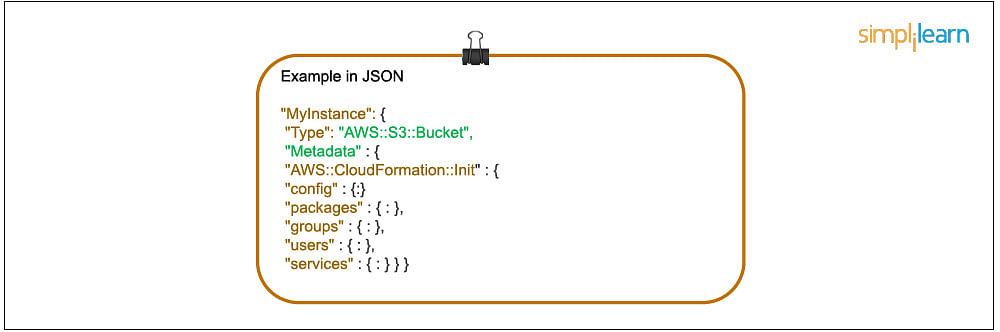 simplilearn
Example in JSON
"MyInstance": {
"Type": "AWS::S3::Bucket",
"Metadata" : {
"AWS::CloudFormation::Init" : {
"config" : {:}
"packages" : { : },
"groups" : { : },
"users" : { : },
"services" : { : } } }